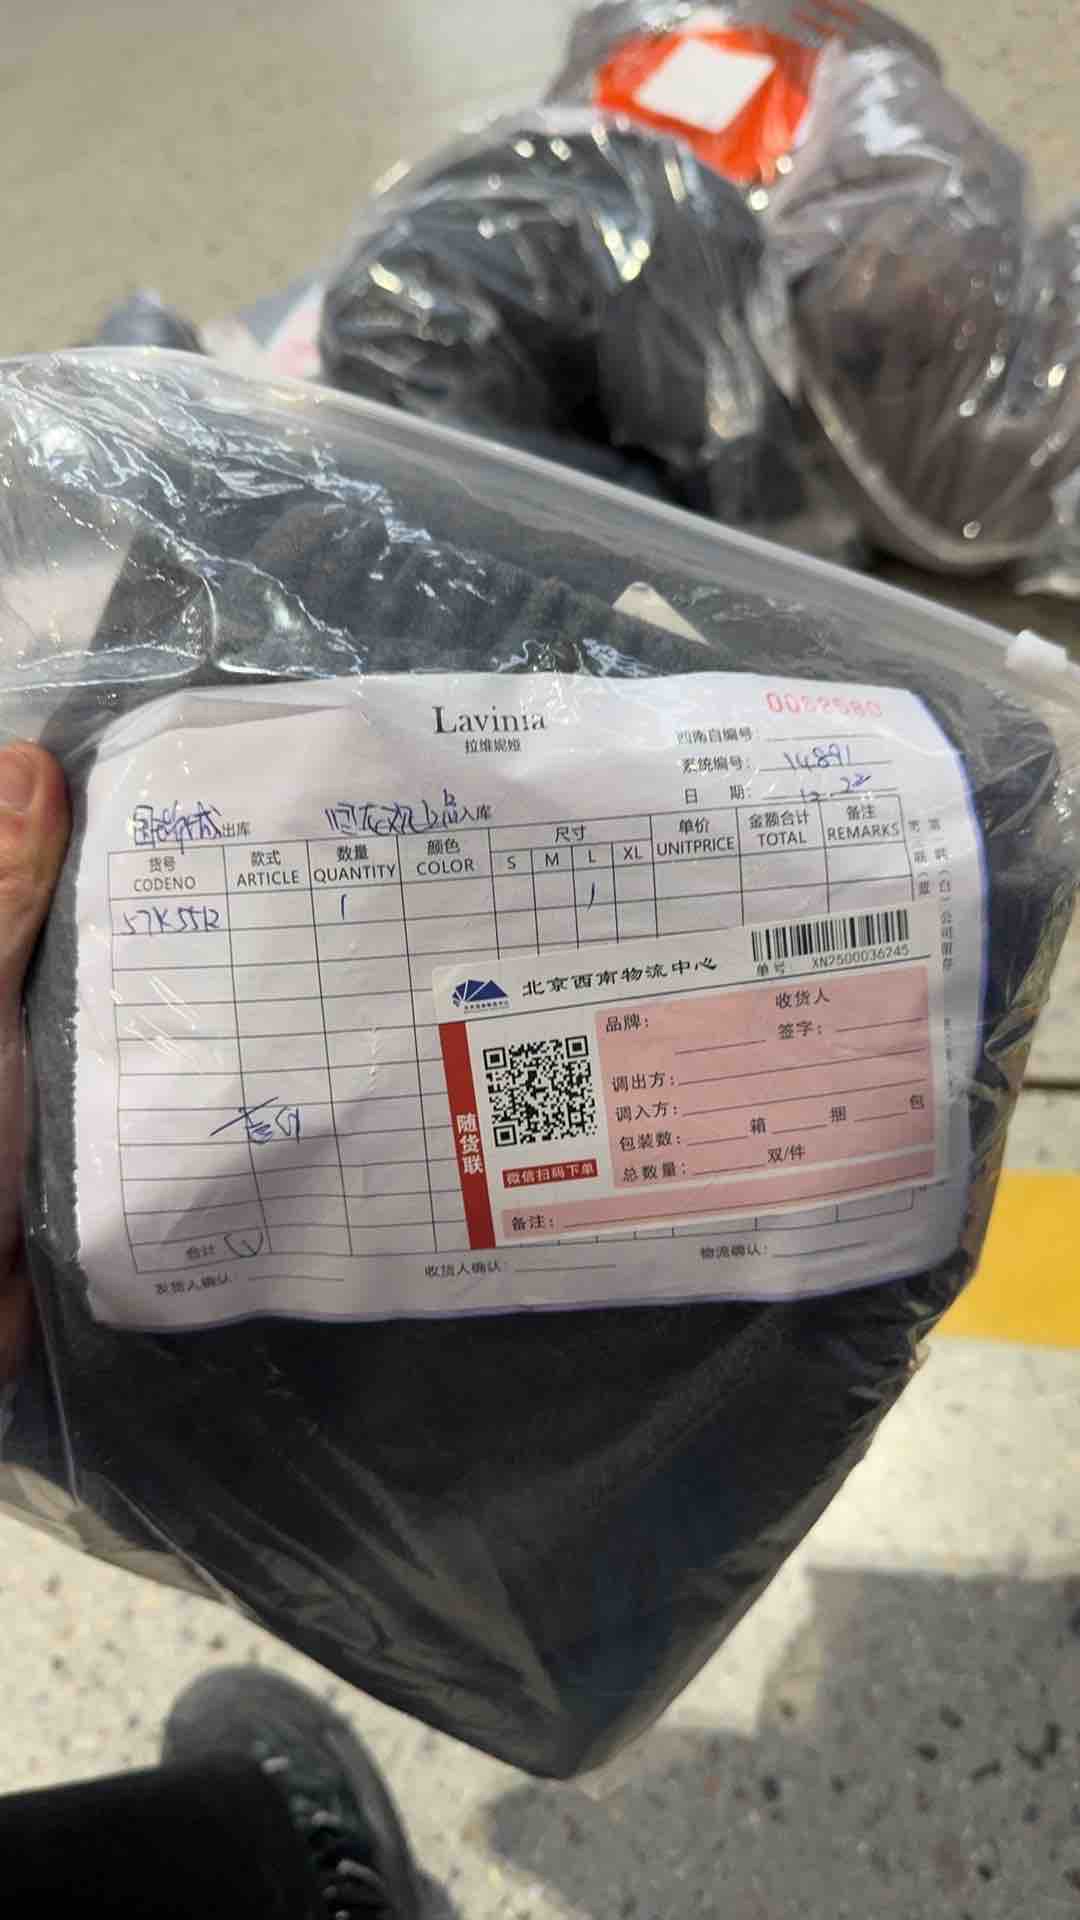 Lavinia
拉维妮娅
0052580
西南自编号:
系统编号: 14891
日 期: 12.22
出库 入库
货号 CODENO 款式 ARTICLE 数量 QUANTITY 颜色 COLOR 尺寸 S M L XL 单价 UNITPRICE 金额合计 TOTAL 备注 REMARKS
57K5512 1 1
单号: XN2500036245
北京西南物流中心
随货联
微信扫码下单
品牌:
收货人
签字:
调出方:
调入方:
包装数: 箱 捆 包
总数量: 双/件
备注:
合计 ①
发货人确认: 收货人确认: 物流确认: